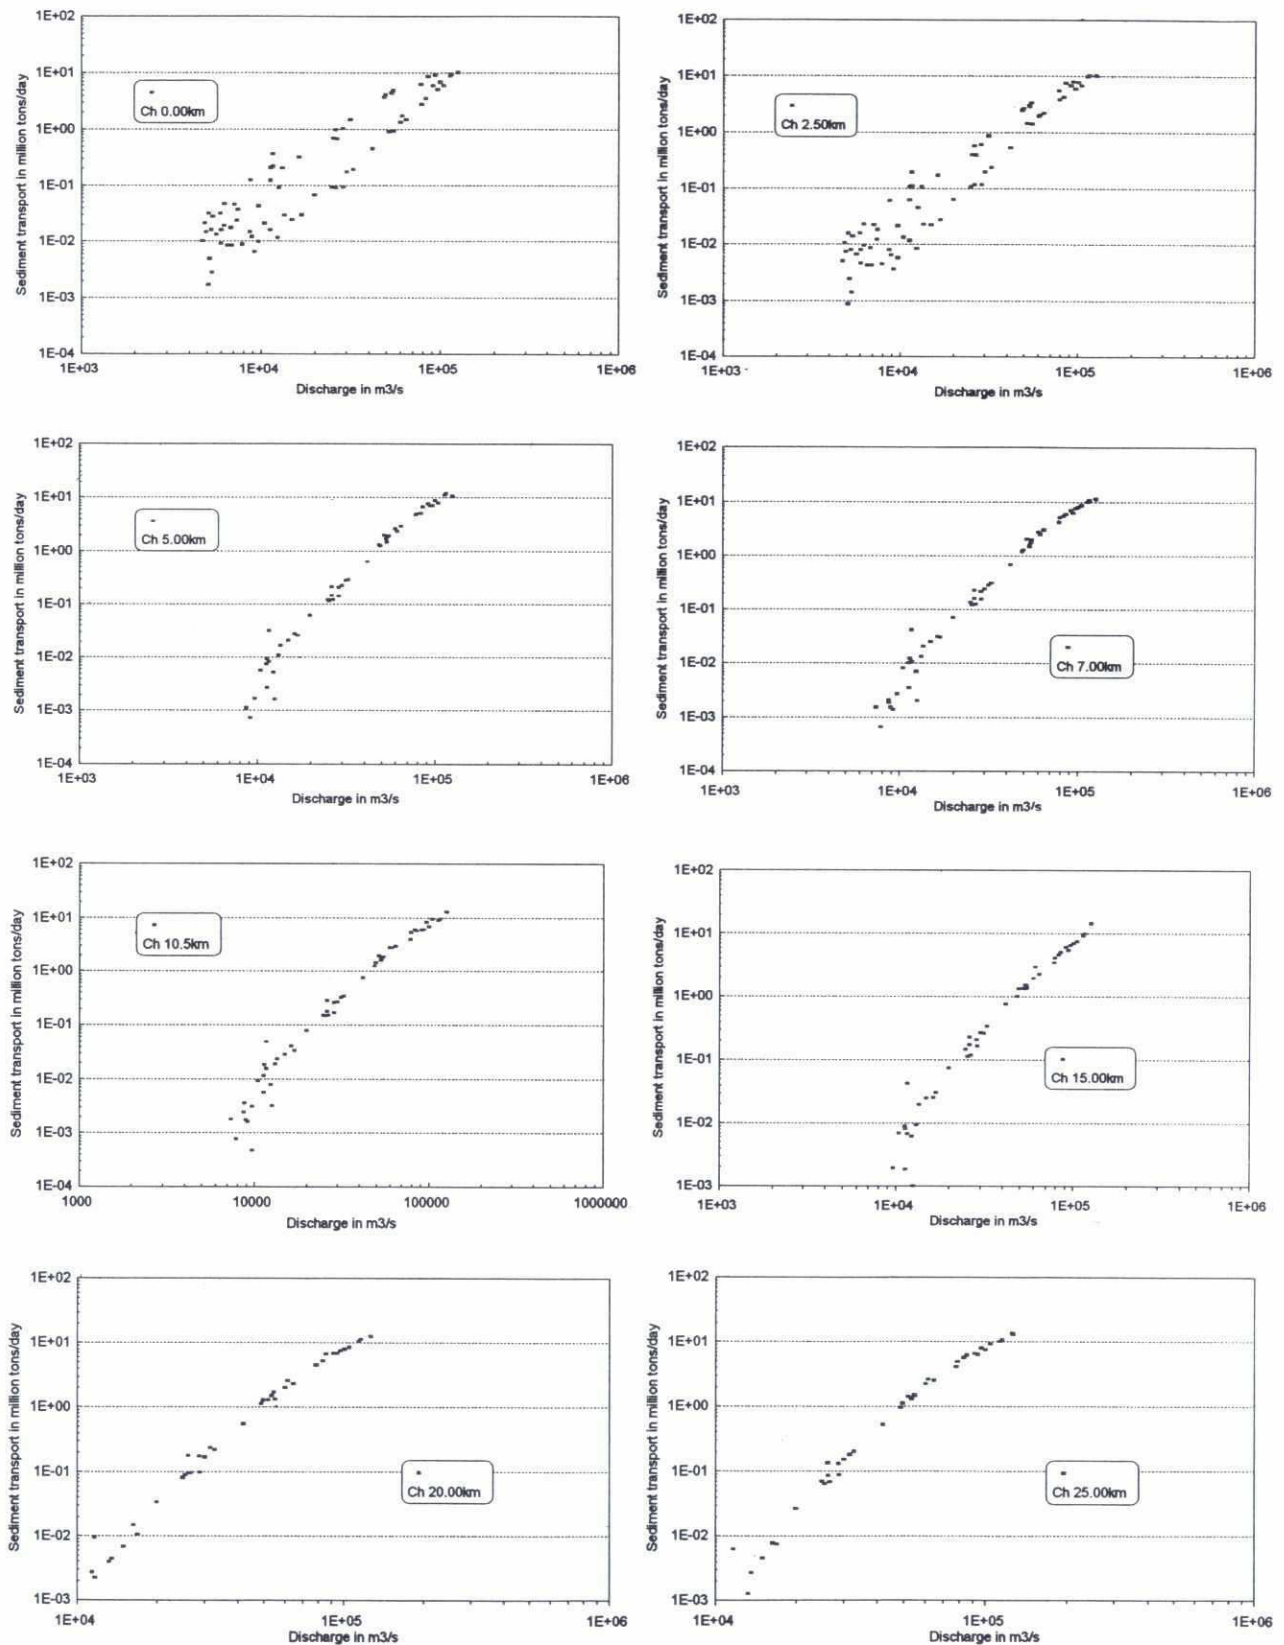 1E+02
1E+01
1E+00
1E-01
1E-02
1E-03
1E-04
Sediment transport in million tons/day
Ch 0.00km
1E+03 1E+04 1E+05 1E+06
Discharge in m3/s
1E+02
1E+01
1E+00
1E-01
1E-02
1E-03
1E-04
Sediment transport in million tons/day
Ch 2.50km
1E+03 1E+04 1E+05 1E+06
Discharge in m3/s
1E+02
1E+01
1E+00
1E-01
1E-02
1E-03
1E-04
Sediment transport in million tons/day
Ch 5.00km
1E+03 1E+04 1E+05 1E+06
Discharge in m3/s
1E+02
1E+01
1E+00
1E-01
1E-02
1E-03
1E-04
Sediment transport in million tons/day
Ch 7.00km
1E+03 1E+04 1E+05 1E+06
Discharge in m3/s
1E+02
1E+01
1E+00
1E-01
1E-02
1E-03
1E-04
Sediment transport in million tons/day
Ch 10.5km
1000 10000 100000 1000000
Discharge in m3/s
1E+02
1E+01
1E+00
1E-01
1E-02
1E-03
Sediment transport in million tons/day
Ch 15.00km
1E+03 1E+04 1E+05 1E+06
Discharge in m3/s
1E+02
1E+01
1E+00
1E-01
1E-02
1E-03
Sediment transport in million tons/day
Ch 20.00km
1E+04 1E+05 1E+06
Discharge in m3/s
1E+02
1E+01
1E+00
1E-01
1E-02
1E-03
Sediment transport in million tons/day
Ch 25.00km
1E+04 1E+05 1E+06
Discharge in m3/s